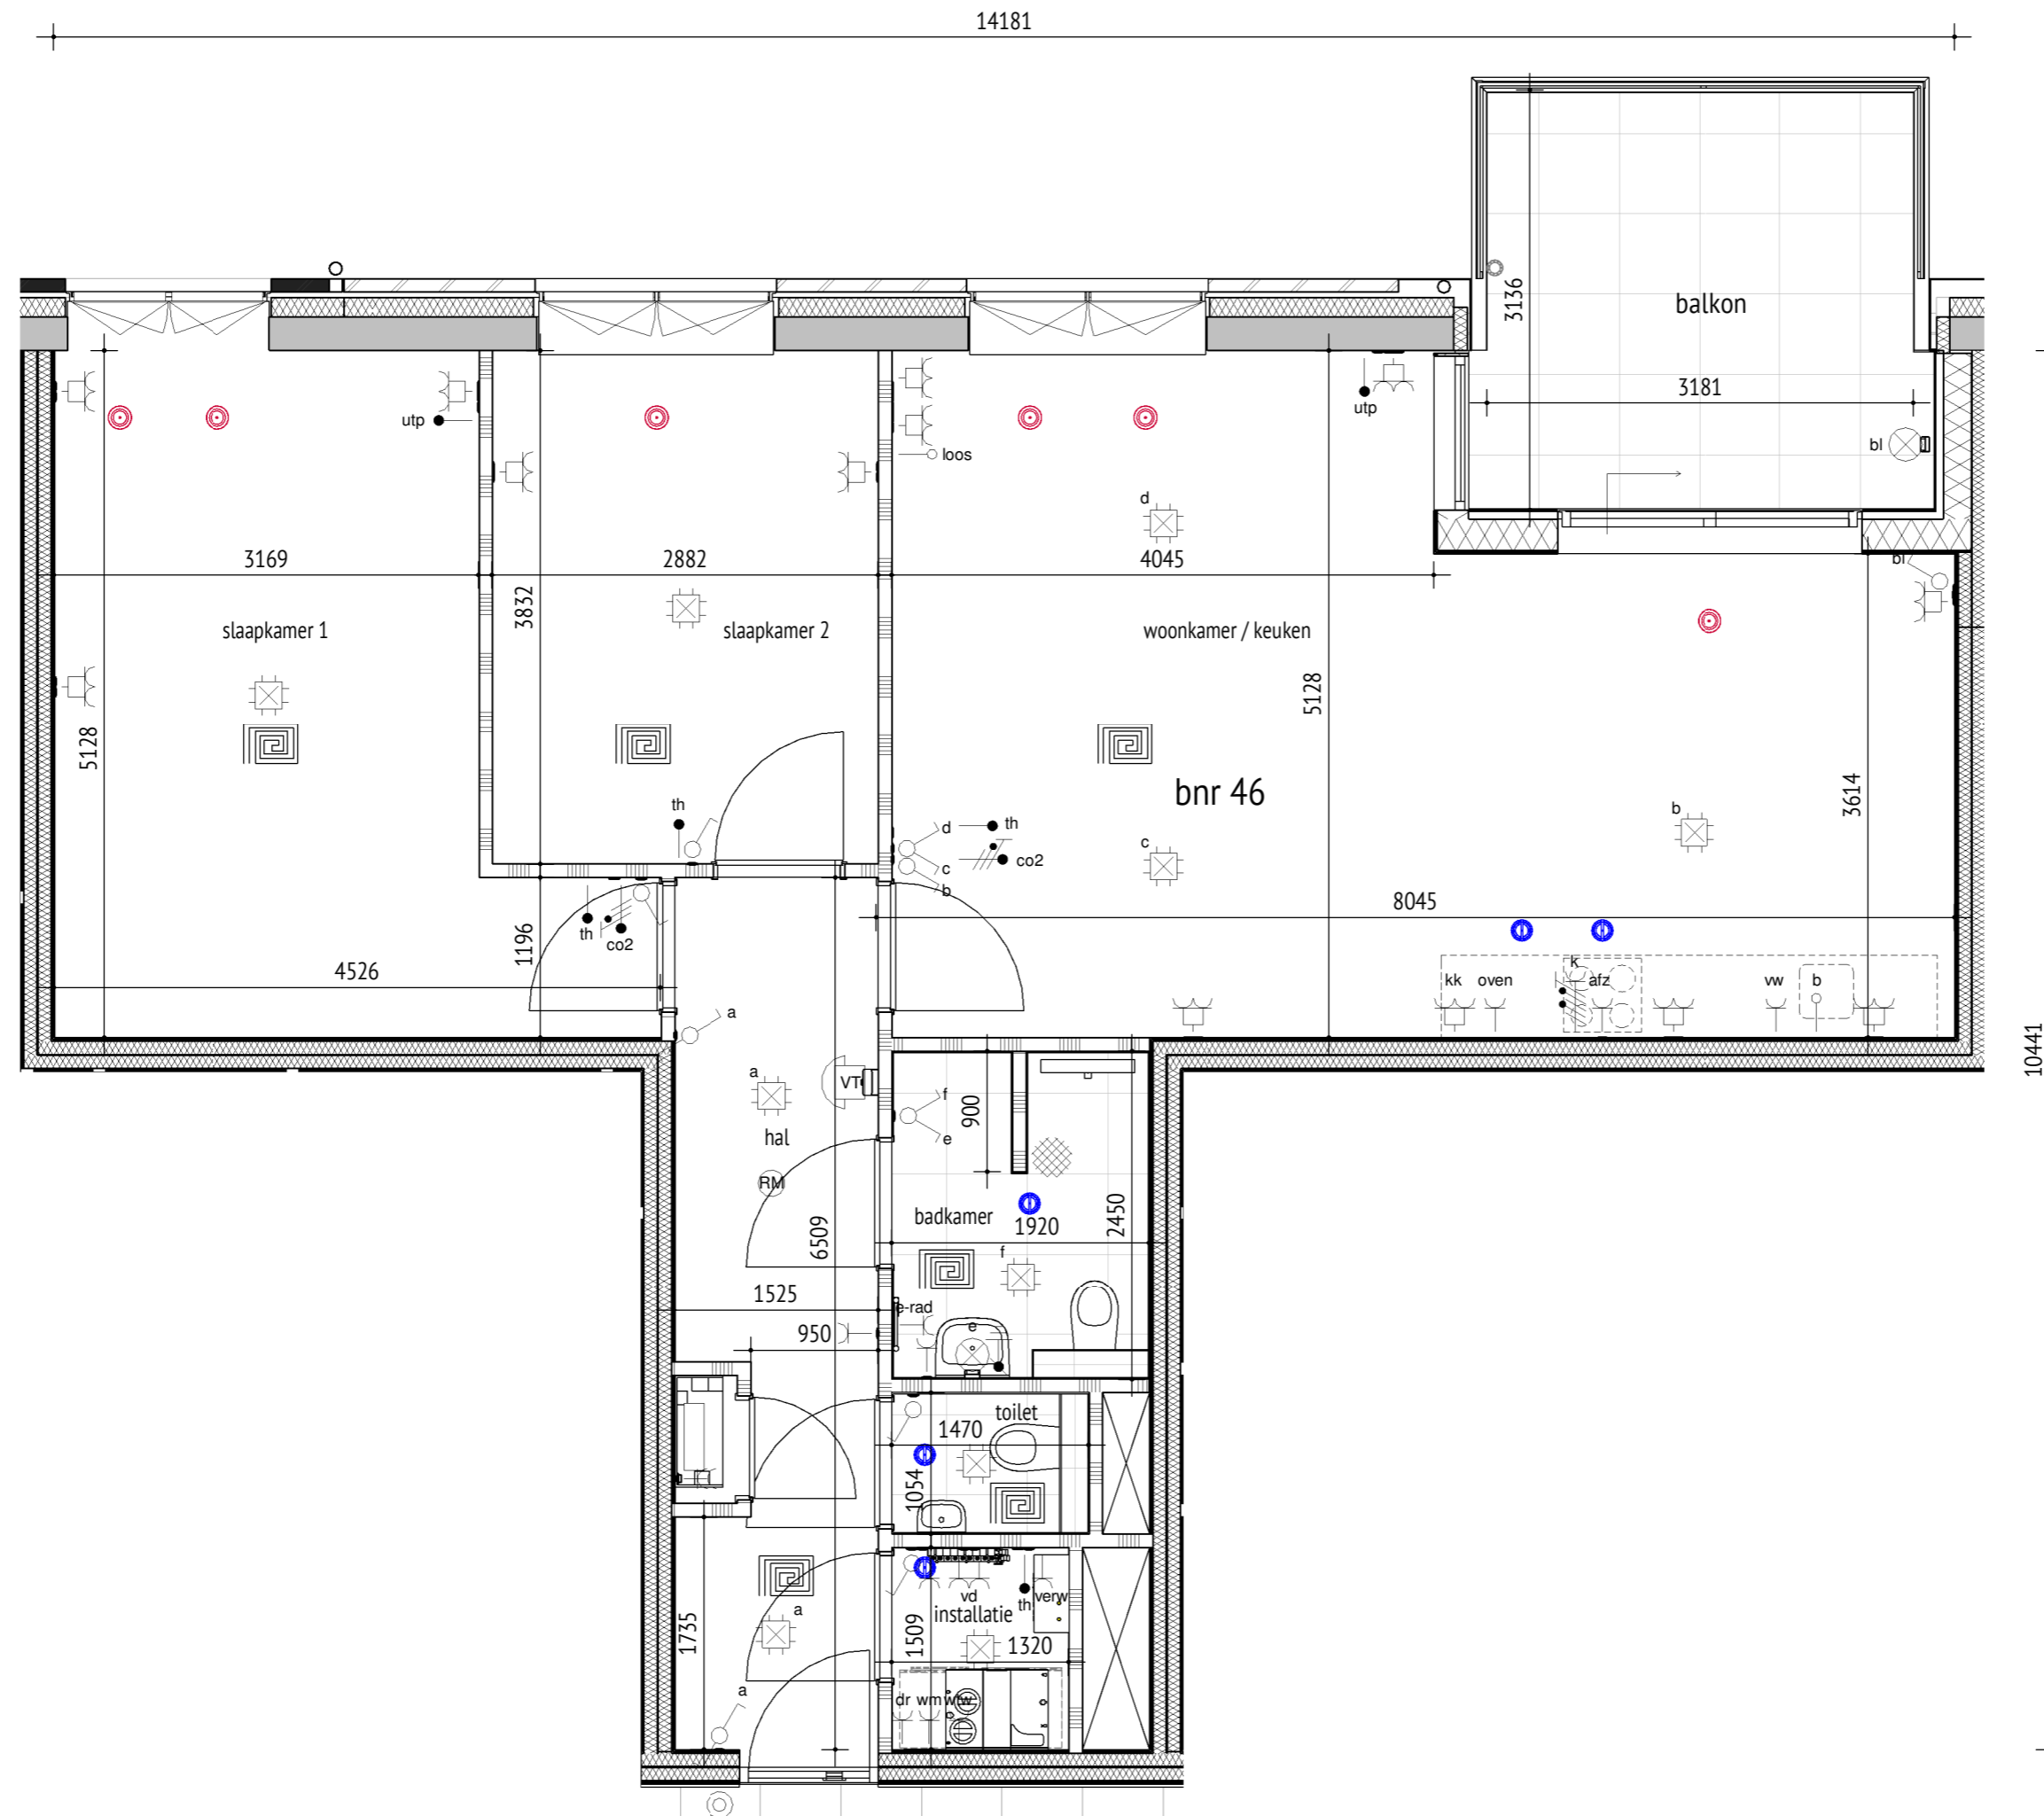 14181
3136
balkon
3181
bl
utp
loos
utp
d
bl
3169
2882
4045
3832
slaapkamer 1
slaapkamer 2
woonkamer / keuken
5128
5128
bnr 46
3614
th
d
th
co2
c
b
c
b
8045
th
co2
1196
4526
kk
oven
k
afz
vw
b
10441
a
a
VT
hal
900
f
e
RM
6509
badkamer
1920
2450
f
1525
950
e-rad
e
toilet
1470
1054
vd
th
verw
installatie
1509
1320
1735
a
a
dr
wm
wtw